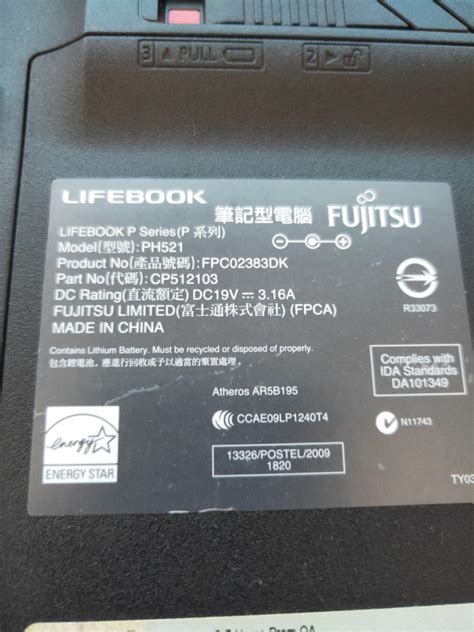 3 PULL
2
LIFEBOOK 筆記型電腦 FUJITSU
LIFEBOOK P Series(P 系列)
Model(型號):PH521
Product No(產品號碼):FPC02383DK
Part No(代碼):CP512103
DC Rating(直流額定) DC19V 3.16A
FUJITSU LIMITED(富士通株式會社) (FPCA)
MADE IN CHINA
R33073
Contains Lithium Battery. Must be recycled or disposed of properly.
包含鋰電池。應進行回收或予以適當的棄置處理。
Complies with
IDA Standards
DA101349
Atheros AR5B195
CCAE09LP1240T4
N11743
energy
ENERGY STAR
13326/POSTEL/2009
1820
TY03